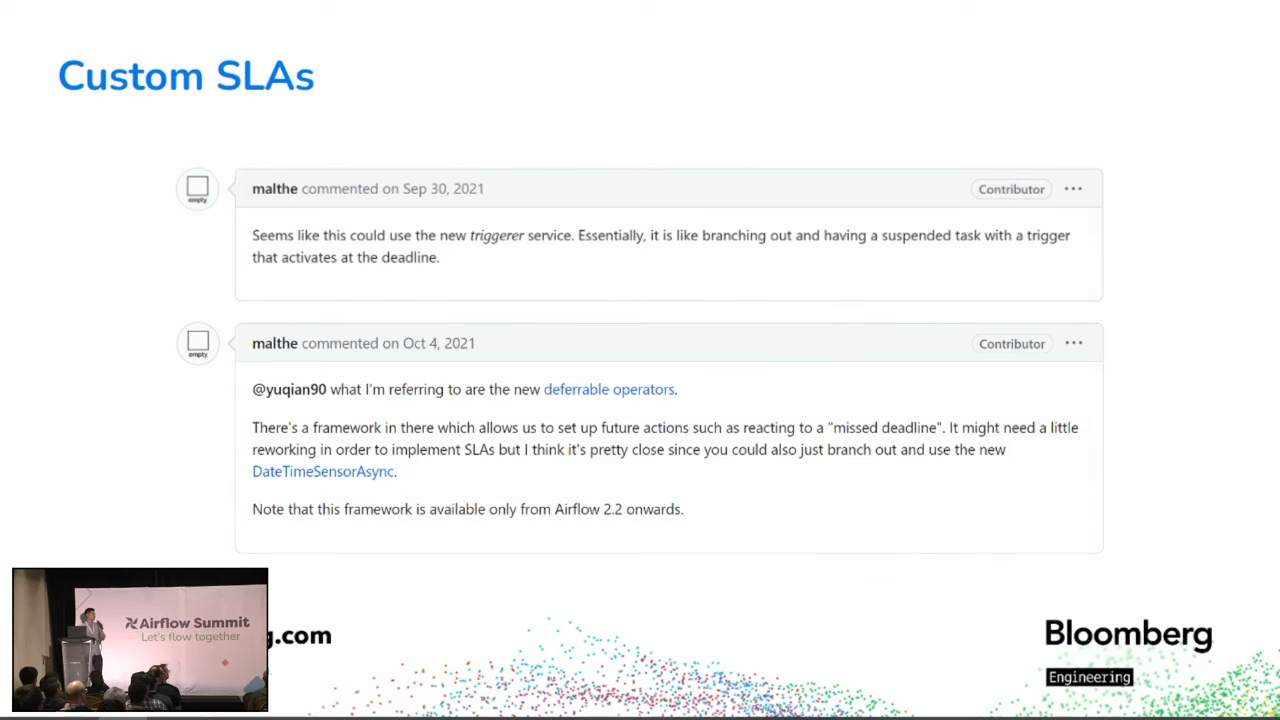 Custom SLAs
empty
malthe commented on Sep 30, 2021
Contributor
Seems like this could use the new triggerer service. Essentially, it is like branching out and having a suspended task with a trigger
that activates at the deadline.
empty
malthe commented on Oct 4, 2021
Contributor
@yuqian90 what I'm referring to are the new deferrable operators.
There's a framework in there which allows us to set up future actions such as reacting to a "missed deadline". It might need a little
reworking in order to implement SLAs but I think it's pretty close since you could also just branch out and use the new
DateTimeSensorAsync.
Note that this framework is available only from Airflow 2.2 onwards.
Airflow Summit
Let's flow together
g.com
Bloomberg
Engineering